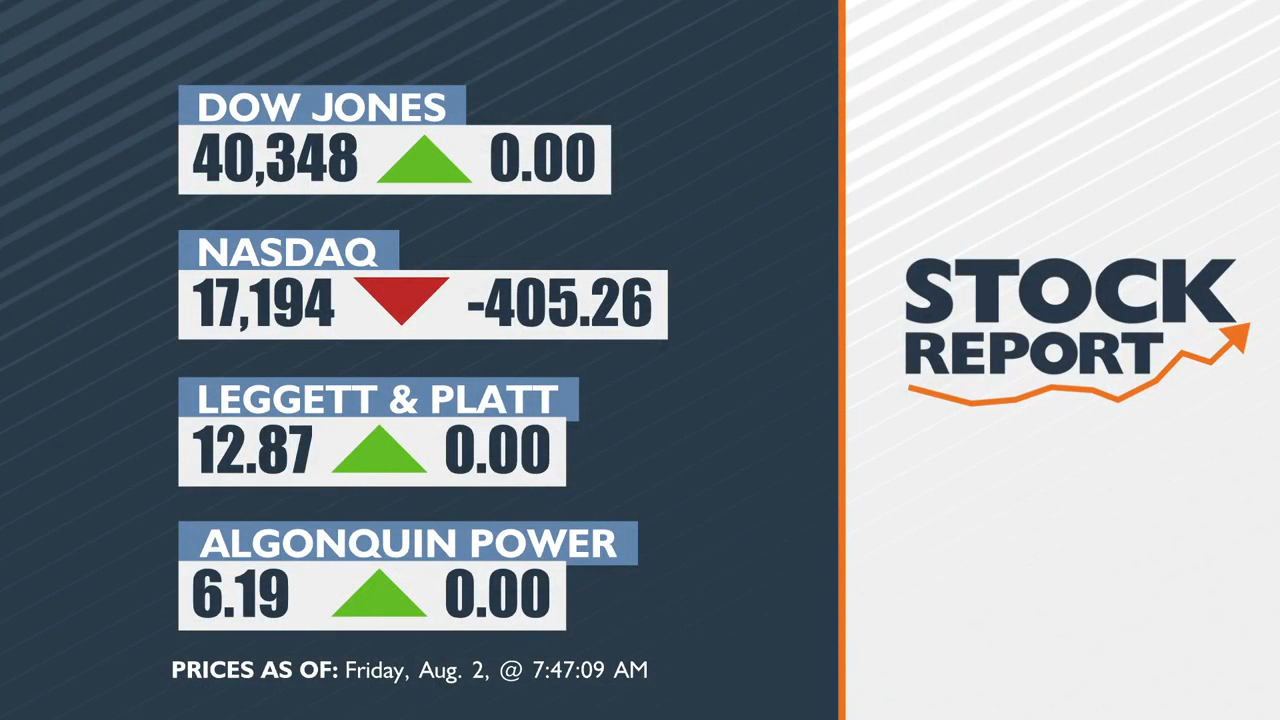 DOW JONES
40,348 0.00
NASDAQ
17,194 -405.26
LEGGETT & PLATT
12.87 0.00
ALGONQUIN POWER
6.19 0.00
PRICES AS OF: Friday, Aug. 2, @ 7:47:09 AM
STOCK
REPORT